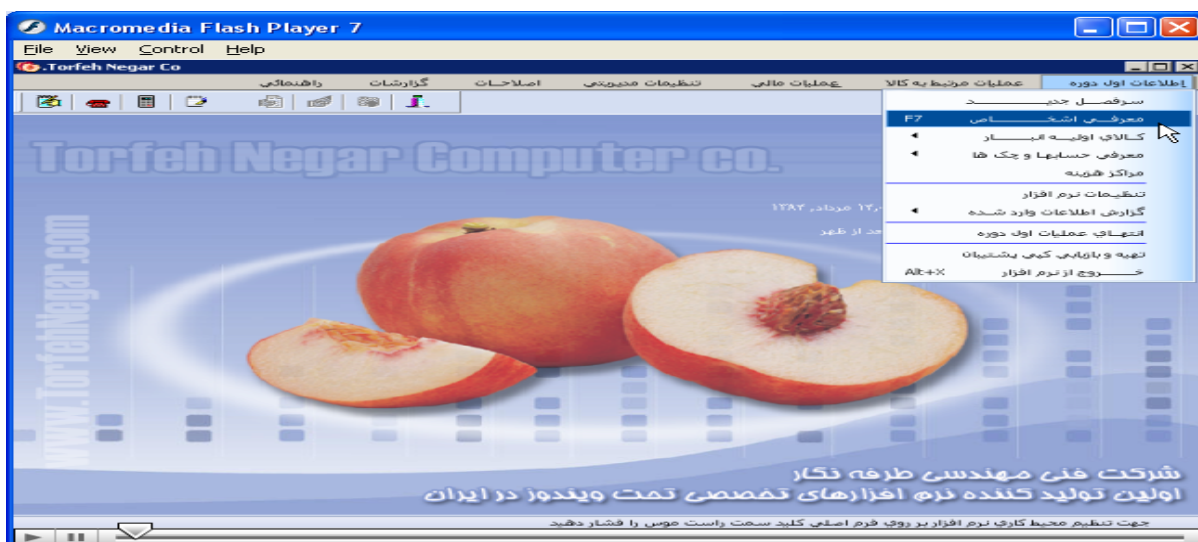 Macromedia Flash Player 7
File View Control Help
.Torfeh Negar Co
اطلاعات اول دوره عملیات مرتبط به کالا عملیات مالی تنظیمات مدیریتی اصلاحات گزارشات راهنمائی
سرفصل جدید
معرفی اشخاص F7
کالای اولیه انبار
معرفی حسابها و چک ها
مراکز هزینه
تنظیمات نرم افزار
گزارش اطلاعات وارد شده
انتهای عملیات اول دوره
تهیه و بازیابی کپی پشتیبان
خروج از نرم افزار Alt+X
Torfeh Negar Computer co.
مرداد, ۱۳۸۴
بعد از ظهر
www.TorfehNegar.com
شرکت فنی مهندسی طرفه نگار
اولین تولید کننده نرم افزارهای تخصصی تحت ویندوز در ایران
جهت تنظیم محیط کاری نرم افزار بر روی فرم اصلی کلید سمت راست موس را فشار دهید